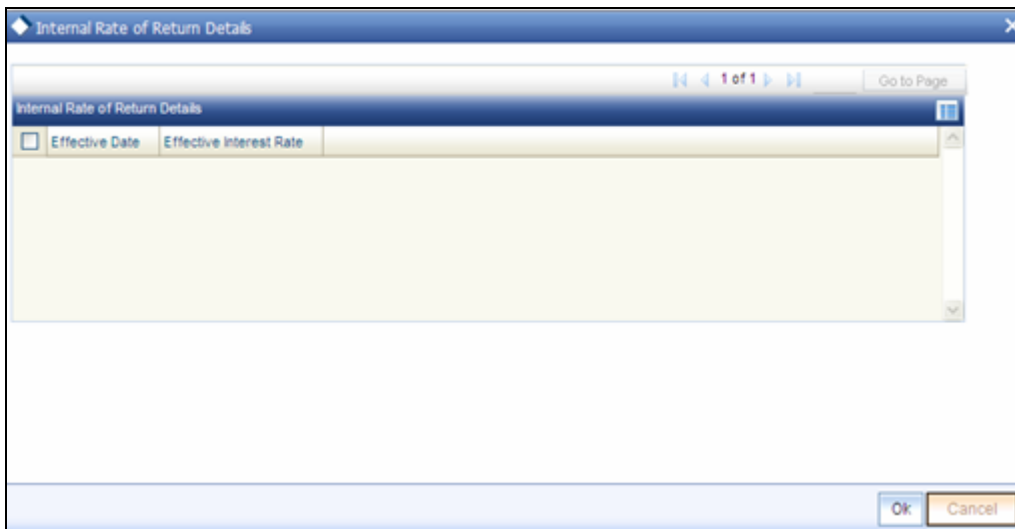 Internal Rate of Return Details
1 of 1 Go to Page
Internal Rate of Return Details
Effective Date Effective Interest Rate
Ok Cancel